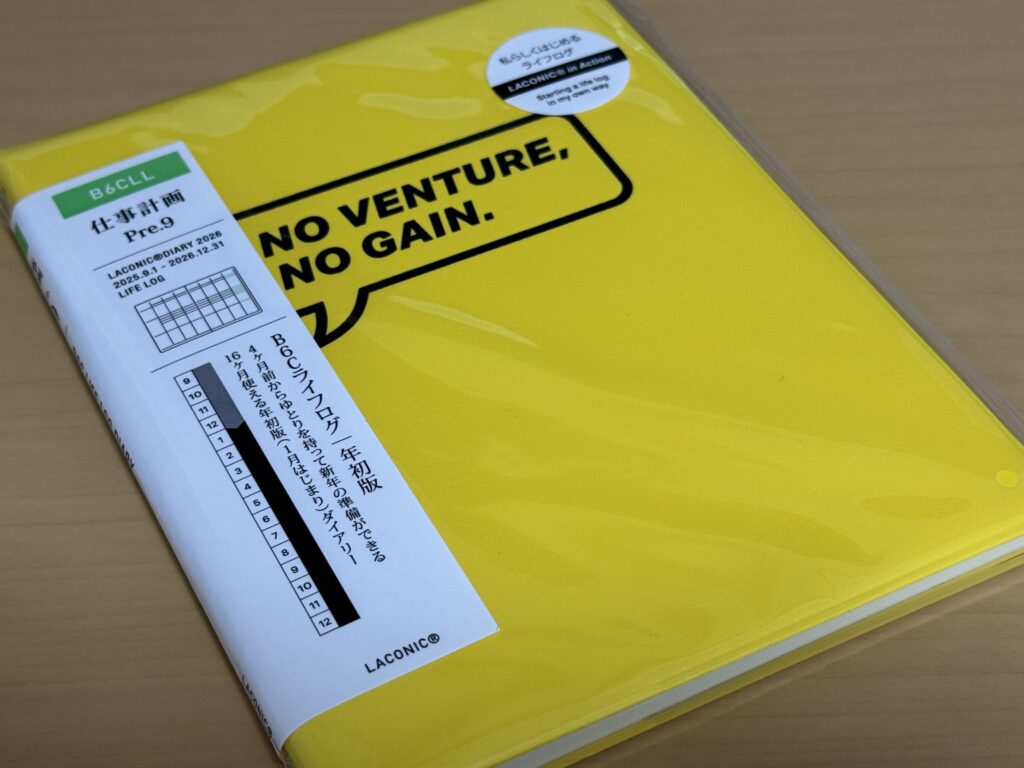 私らしくはじめる
ライフログ
LACONIC® in Action
Starting a life log
in my own way
NO VENTURE,
NO GAIN.
B6CLL
仕事計画
Pre.9
LACONIC®DIARY 2026
2025.9.1 - 2026.12.31
LIFE LOG
B6Cライフログ|年初版
4ヶ月前からゆとりを持って新年の準備ができる
16ヶ月使える年初版(1月はじまり)ダイアリー
9
10
11
12
1
2
3
4
5
6
7
8
9
10
11
12
LACONIC®
LACONIC®